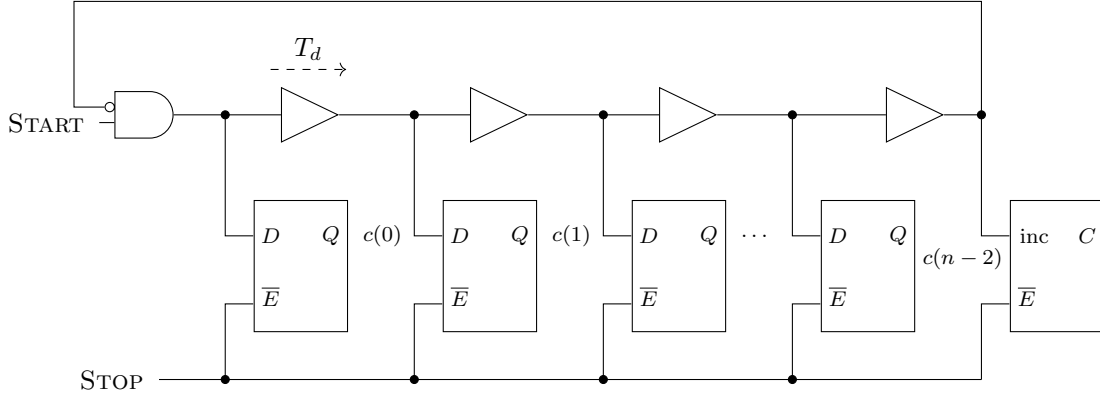 T_d
START
D Q c(0) D Q c(1) D Q ··· D Q c(n − 2) inc C
E̅ E̅ E̅ E̅ E̅
STOP